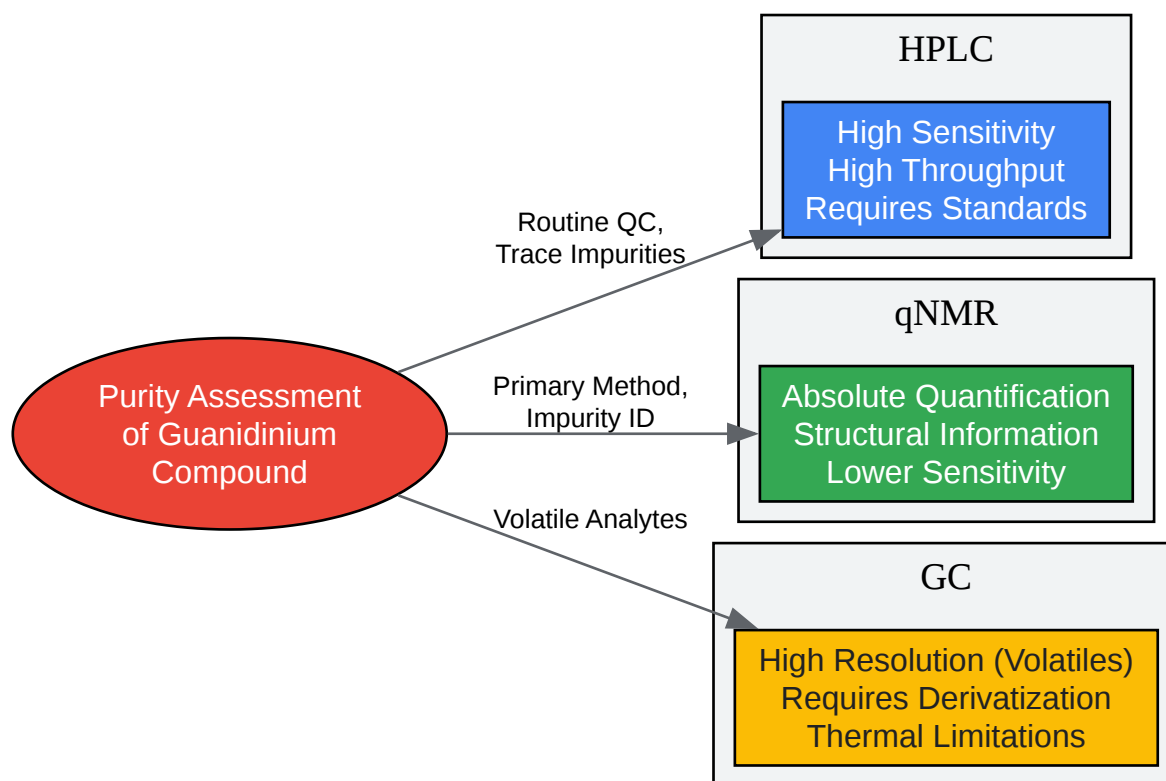 HPLC
High Sensitivity
High Throughput
Requires Standards
Routine QC,
Trace Impurities
qNMR
Purity Assessment
of Guanidinium
Compound
Primary Method,
Impurity ID
Absolute Quantification
Structural Information
Lower Sensitivity
Volatile Analytes
GC
High Resolution (Volatiles)
Requires Derivatization
Thermal Limitations